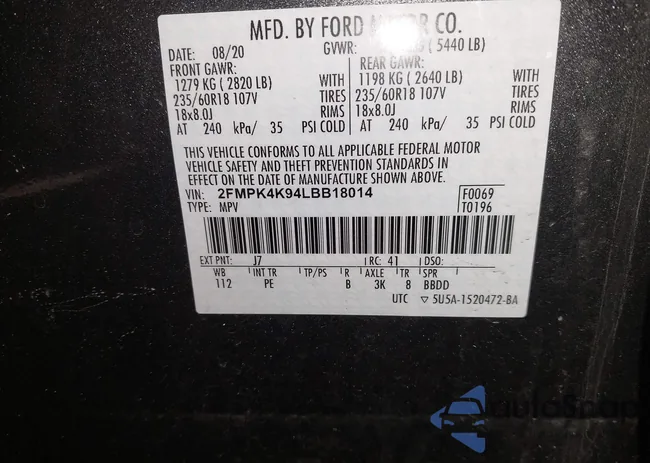 MFD. BY FORD MOTOR CO.
DATE: 08/20 GVWR: (5440 LB)
FRONT GAWR: REAR GAWR:
1279 KG (2820 LB) WITH 1198 KG (2640 LB) WITH
235/60R18 107V TIRES 235/60R18 107V TIRES
18x8.0J RIMS 18x8.0J RIMS
AT 240 kPa/ 35 PSI COLD AT 240 kPa/ 35 PSI COLD
THIS VEHICLE CONFORMS TO ALL APPLICABLE FEDERAL MOTOR
VEHICLE SAFETY AND THEFT PREVENTION STANDARDS IN
EFFECT ON THE DATE OF MANUFACTURE SHOWN ABOVE.
VIN: 2FMPK4K94LBB18014 F0069
TYPE: MPV T0196
EXT PNT: J7 RC: 41 DSO:
WB INT TR TP/PS R AXLE TR SPR
112 PE B 3K 8 BBDD
UTC ▽ 5U5A-1520472-BA
autoSnap